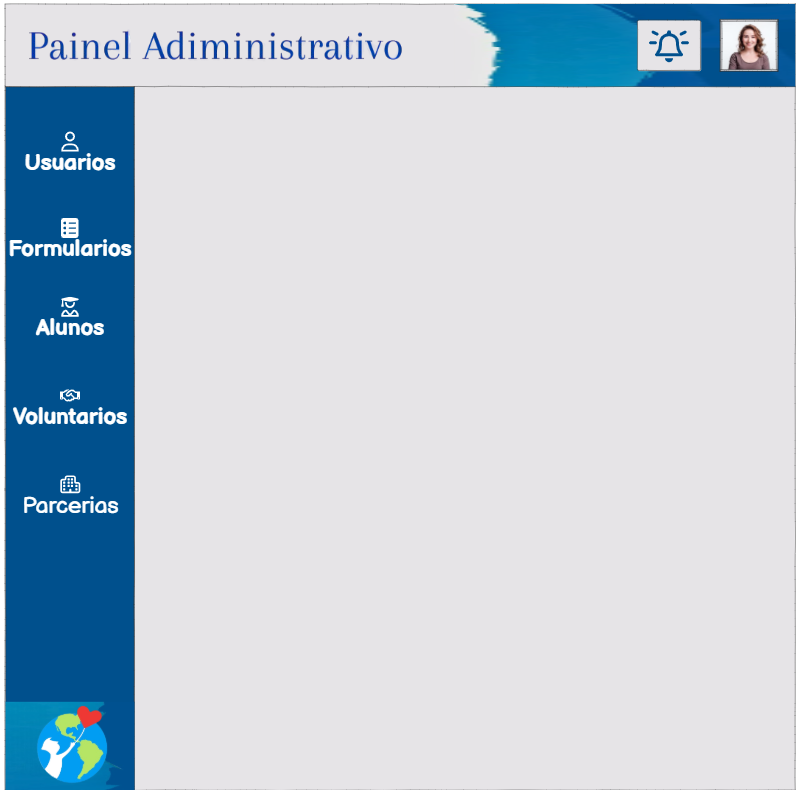 Painel Adiministrativo
Usuarios
Formularios
Alunos
Voluntarios
Parcerias